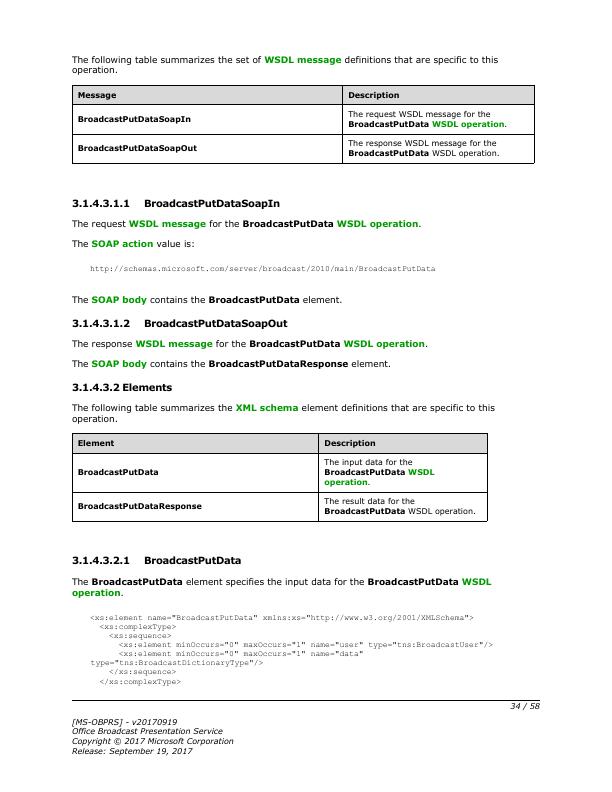 The following table summarizes the set of WSDL message definitions that are specific to this
operation.
Message Description
BroadcastPutDataSoapIn The request WSDL message for the
BroadcastPutData WSDL operation.
BroadcastPutDataSoapOut The response WSDL message for the
BroadcastPutData WSDL operation.
3.1.4.3.1.1 BroadcastPutDataSoapIn
The request WSDL message for the BroadcastPutData WSDL operation.
The SOAP action value is:
http://schemas.microsoft.com/server/broadcast/2010/main/BroadcastPutData
The SOAP body contains the BroadcastPutData element.
3.1.4.3.1.2 BroadcastPutDataSoapOut
The response WSDL message for the BroadcastPutData WSDL operation.
The SOAP body contains the BroadcastPutDataResponse element.
3.1.4.3.2 Elements
The following table summarizes the XML schema element definitions that are specific to this
operation.
Element Description
BroadcastPutData The input data for the
BroadcastPutData WSDL
operation.
BroadcastPutDataResponse The result data for the
BroadcastPutData WSDL operation.
3.1.4.3.2.1 BroadcastPutData
The BroadcastPutData element specifies the input data for the BroadcastPutData WSDL
operation.
<xs:element name="BroadcastPutData" xmlns:xs="http://www.w3.org/2001/XMLSchema">
<xs:complexType>
<xs:sequence>
<xs:element minOccurs="0" maxOccurs="1" name="user" type="tns:BroadcastUser"/>
<xs:element minOccurs="0" maxOccurs="1" name="data"
type="tns:BroadcastDictionaryType"/>
</xs:sequence>
</xs:complexType>
34 / 58
[MS-OBPRS] - v20170919
Office Broadcast Presentation Service
Copyright © 2017 Microsoft Corporation
Release: September 19, 2017